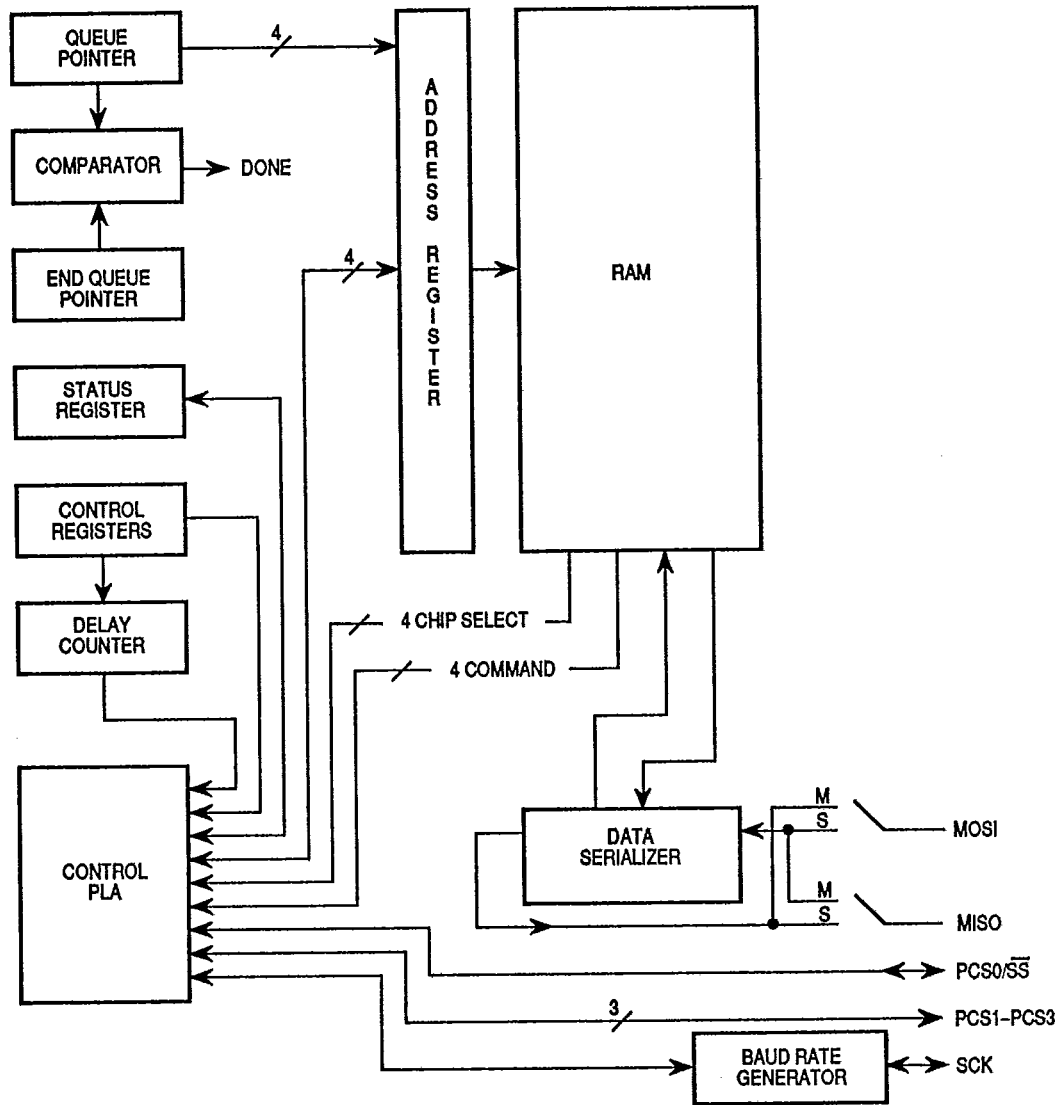 QUEUE
POINTER
4
COMPARATOR
DONE
END QUEUE
POINTER
4
ADDRESS REGISTER
RAM
STATUS
REGISTER
CONTROL
REGISTERS
DELAY
COUNTER
4 CHIP SELECT
4 COMMAND
CONTROL
PLA
DATA
SERIALIZER
M
S
MOSI
M
S
MISO
PCS0/S̅S̅
3
PCS1–PCS3
BAUD RATE
GENERATOR
SCK